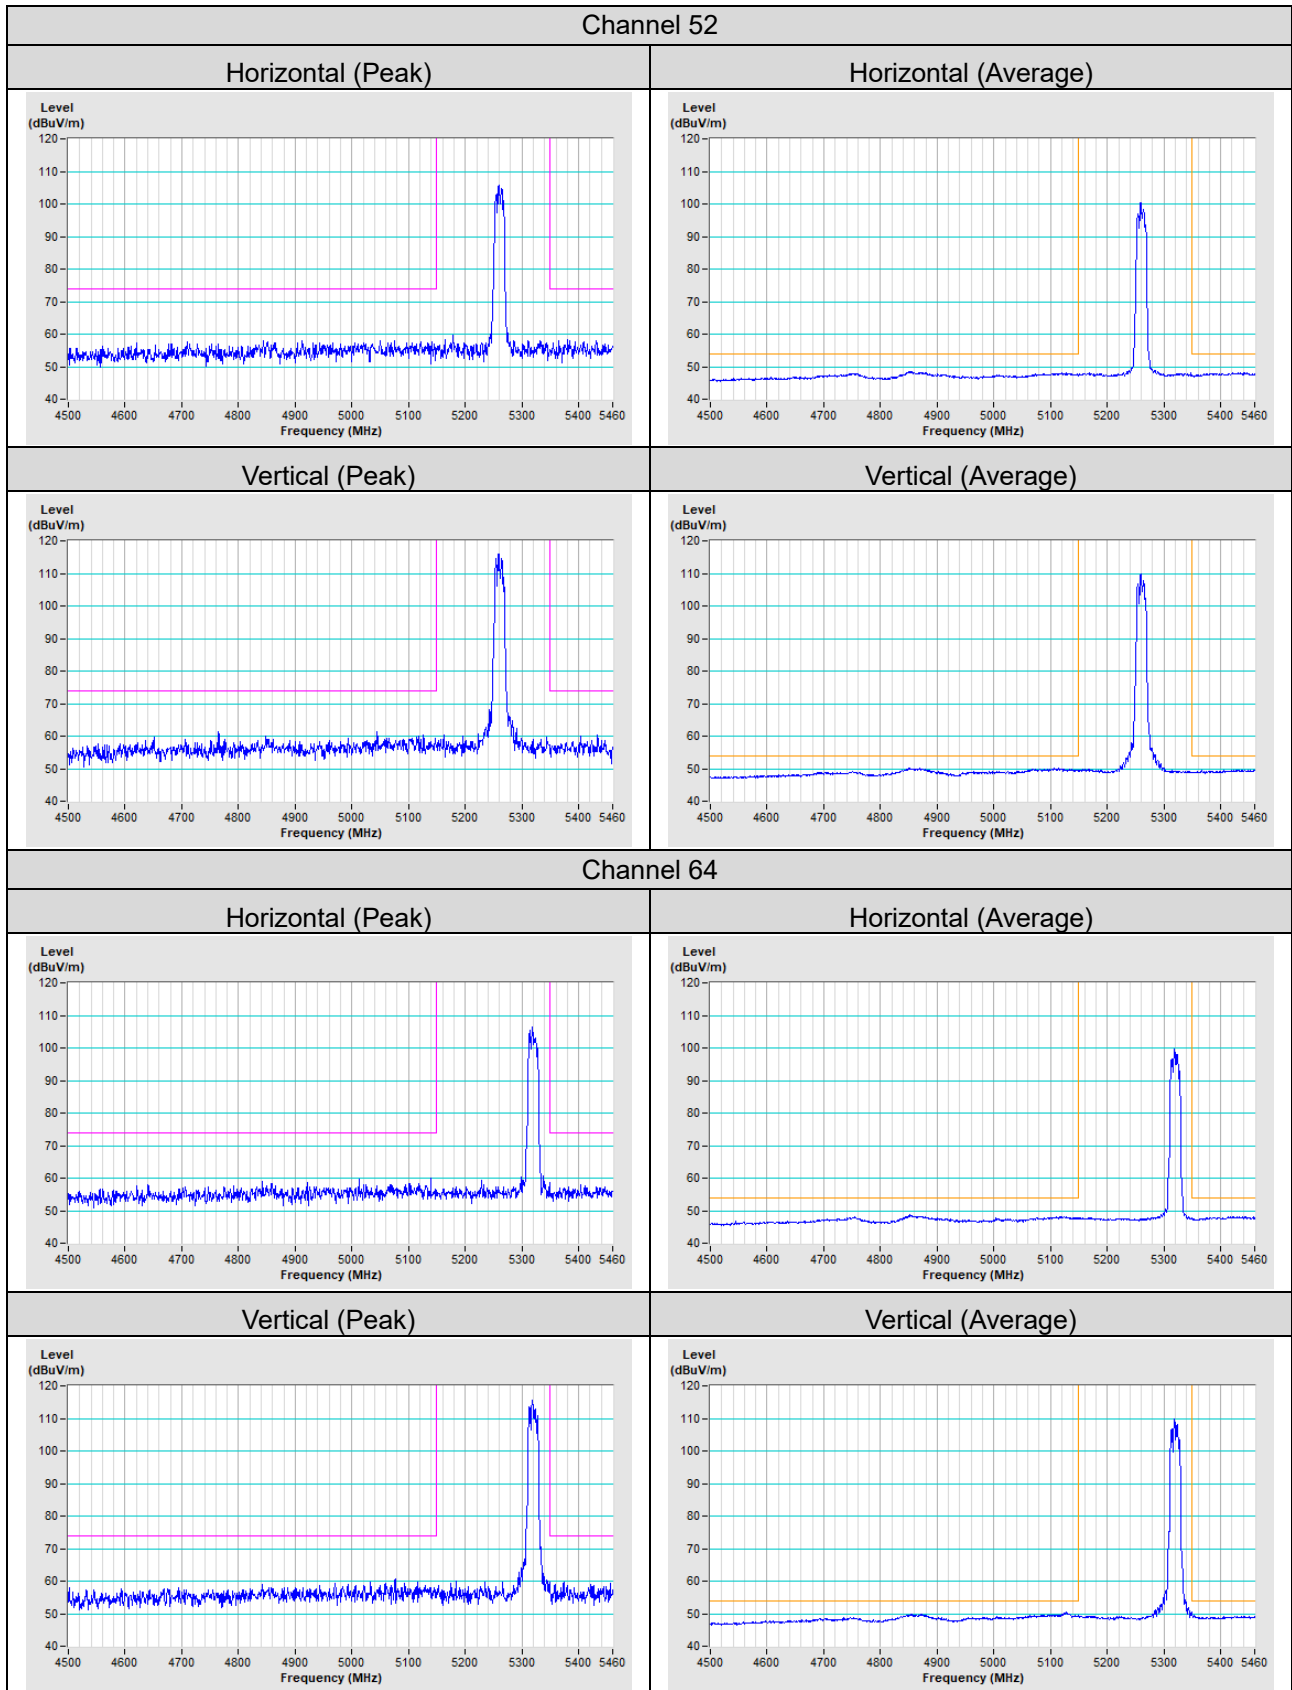 Channel 52
Horizontal (Peak) Horizontal (Average)
Level Level
(dBuV/m) (dBuV/m)
120 120
110 110
100 100
90 90
80 80
70 70
60 60
50 50
40 40
4500 4600 4700 4800 4900 5000 5100 5200 5300 5400 5460 4500 4600 4700 4800 4900 5000 5100 5200 5300 5400 5460
Frequency (MHz) Frequency (MHz)
Vertical (Peak) Vertical (Average)
Level Level
(dBuV/m) (dBuV/m)
120 120
110 110
100 100
90 90
80 80
70 70
60 60
50 50
40 40
4500 4600 4700 4800 4900 5000 5100 5200 5300 5400 5460 4500 4600 4700 4800 4900 5000 5100 5200 5300 5400 5460
Frequency (MHz) Frequency (MHz)
Channel 64
Horizontal (Peak) Horizontal (Average)
Level Level
(dBuV/m) (dBuV/m)
120 120
110 110
100 100
90 90
80 80
70 70
60 60
50 50
40 40
4500 4600 4700 4800 4900 5000 5100 5200 5300 5400 5460 4500 4600 4700 4800 4900 5000 5100 5200 5300 5400 5460
Frequency (MHz) Frequency (MHz)
Vertical (Peak) Vertical (Average)
Level Level
(dBuV/m) (dBuV/m)
120 120
110 110
100 100
90 90
80 80
70 70
60 60
50 50
40 40
4500 4600 4700 4800 4900 5000 5100 5200 5300 5400 5460 4500 4600 4700 4800 4900 5000 5100 5200 5300 5400 5460
Frequency (MHz) Frequency (MHz)